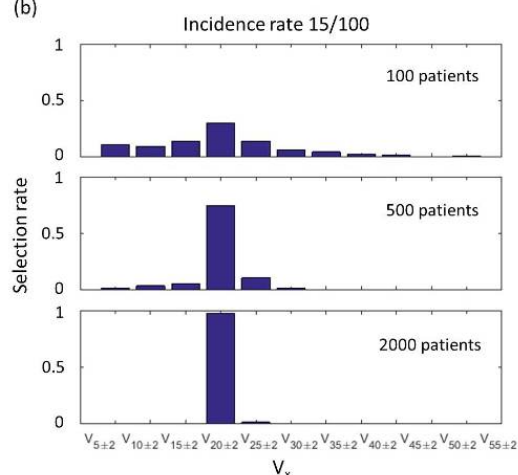 (b)
Incidence rate 15/100
1
100 patients
0.5
0
1
500 patients
0.5
0
Selection rate
1
2000 patients
0.5
0
V5±2 V10±2 V15±2 V20±2 V25±2 V30±2 V35±2 V40±2 V45±2 V50±2 V55±2
Vx